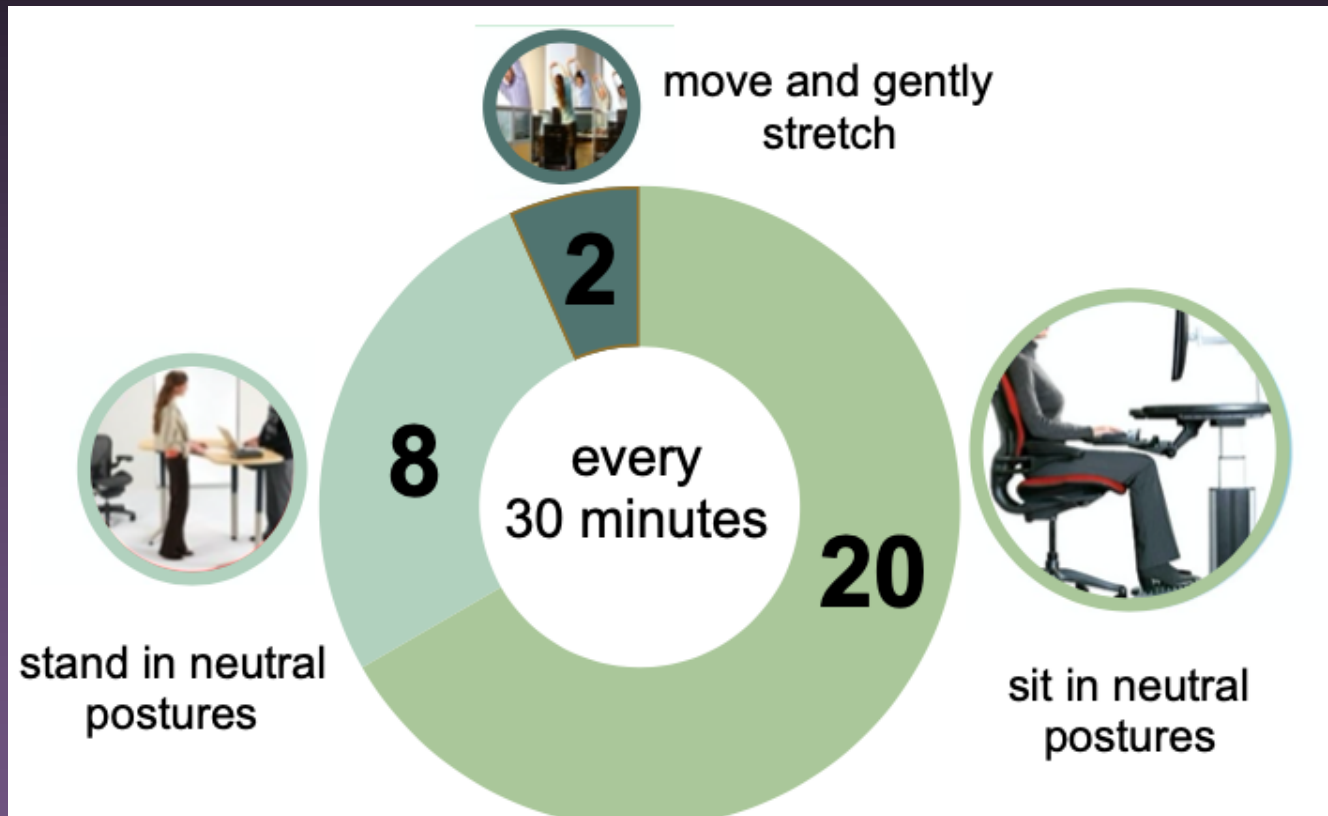 move and gently
stretch
2
8
every
30 minutes
20
stand in neutral
postures
sit in neutral
postures